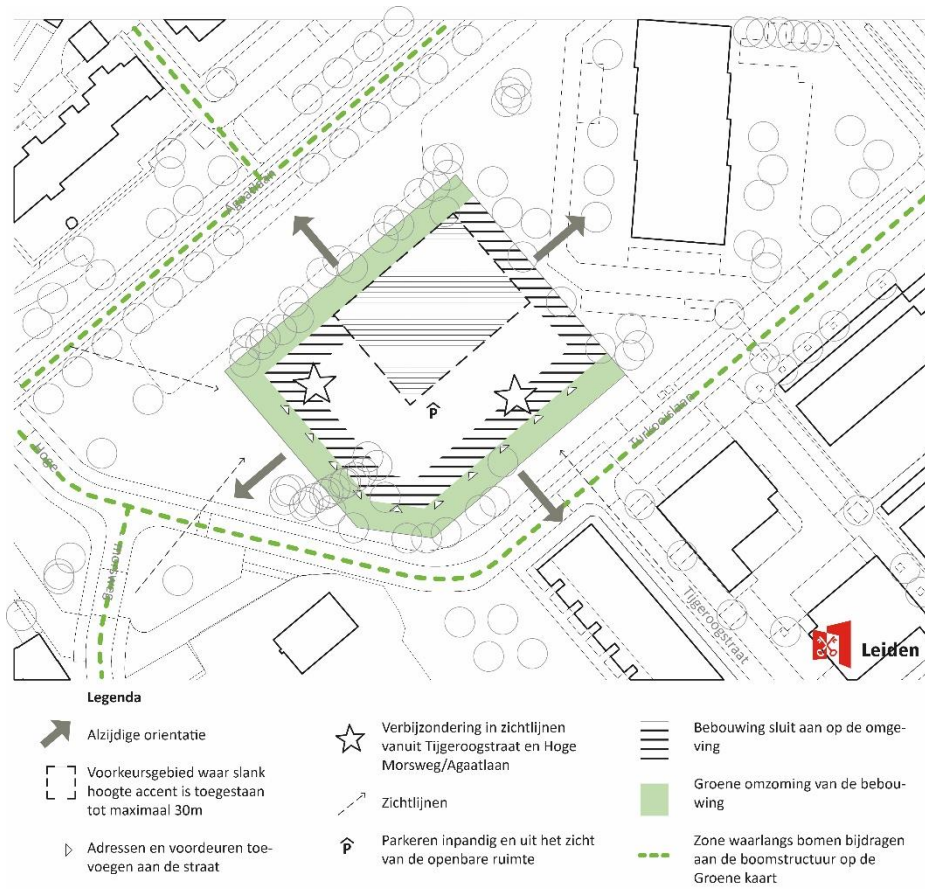 Agaatlaan
Hoge
morsweg
Turkooislaan
Tijgeroogstraat
P
Leiden
Legenda
Alzijdige orientatie
Voorkeursgebied waar slank
hoogte accent is toegestaan
tot maximaal 30m
Adressen en voordeuren toe-
voegen aan de straat
Verbijzondering in zichtlijnen
vanuit Tijgeroogstraat en Hoge
Morsweg/Agaatlaan
Zichtlijnen
P
Parkeren inpandig en uit het zicht
van de openbare ruimte
Bebouwing sluit aan op de omge-
ving
Groene omzoming van de bebou-
wing
Zone waarlangs bomen bijdragen
aan de boomstructuur op de
Groene kaart